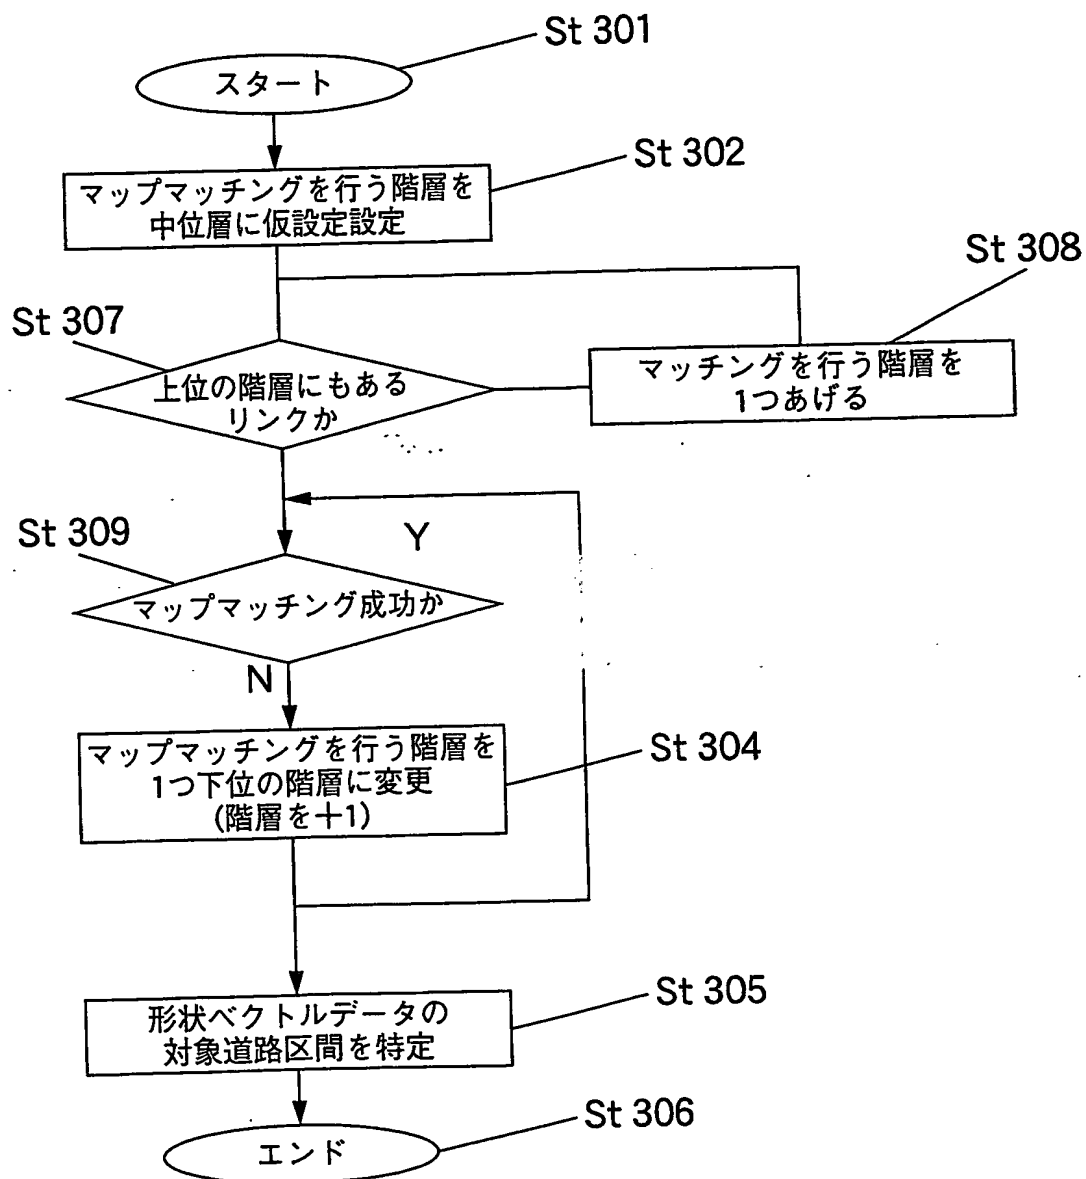 St 301
スタート
St 302
マップマッチングを行う階層を
中位層に仮設定設定
St 308
St 307
マッチングを行う階層を
1つあげる
上位の階層にもある
リンクか
Y
St 309
マップマッチング成功か
N
マップマッチングを行う階層を
1つ下位の階層に変更
(階層を+1)
St 304
St 305
形状ベクトルデータの
対象道路区間を特定
St 306
エンド